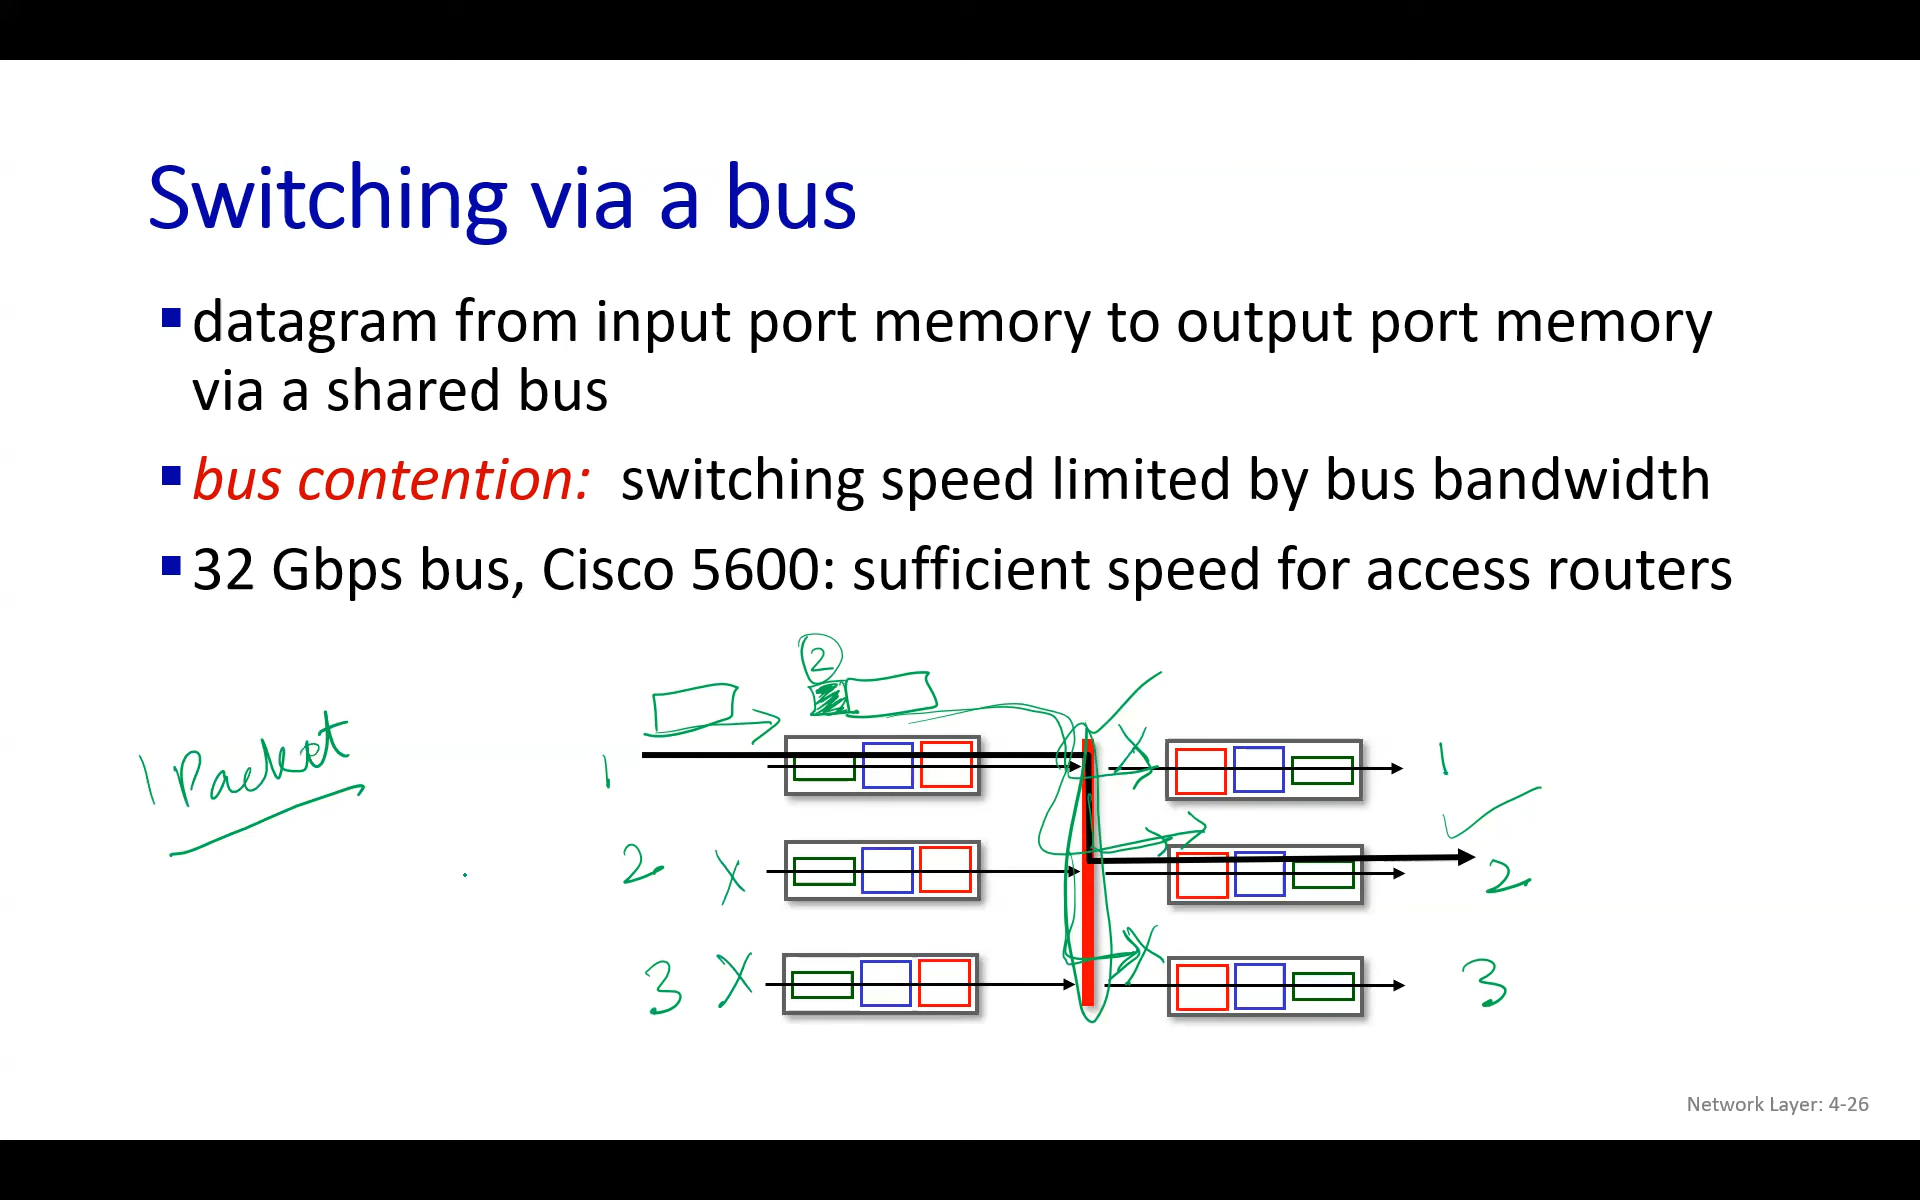 Switching via a bus
▪ datagram from input port memory to output port memory
via a shared bus
▪ bus contention: switching speed limited by bus bandwidth
▪ 32 Gbps bus, Cisco 5600: sufficient speed for access routers
2
1 Packet
1 X 1
2 X 2
3 X X 3
Network Layer: 4-26